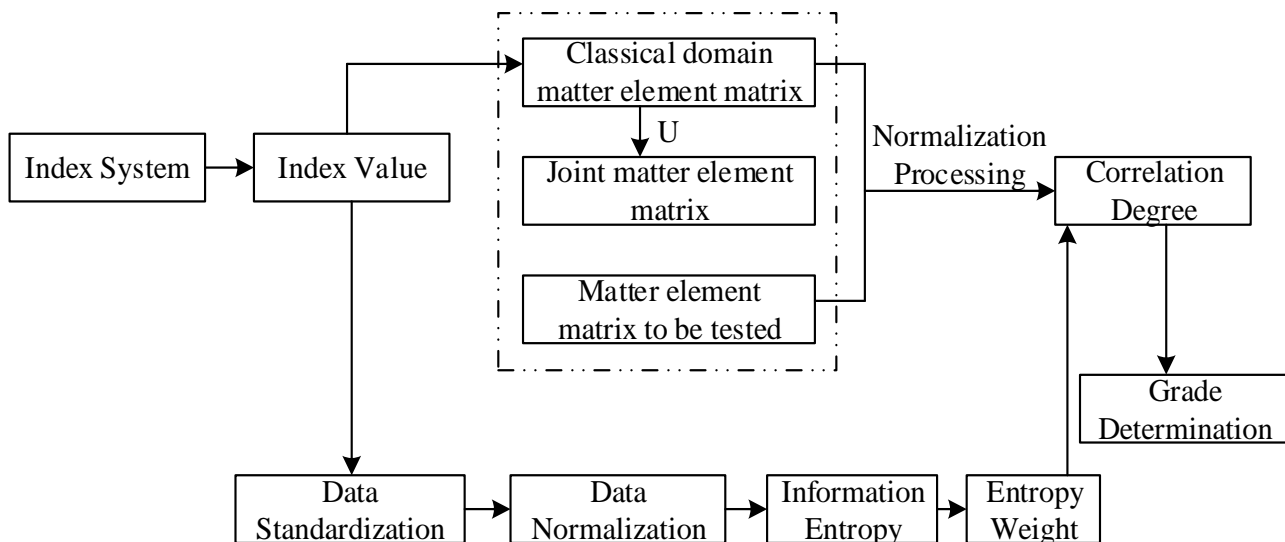 Classical domain
matter element matrix
U
Index System
Index Value
Joint matter element
matrix
Normalization
Processing
Correlation
Degree
Matter element
matrix to be tested
Grade
Determination
Data
Standardization
Data
Normalization
Information
Entropy
Entropy
Weight